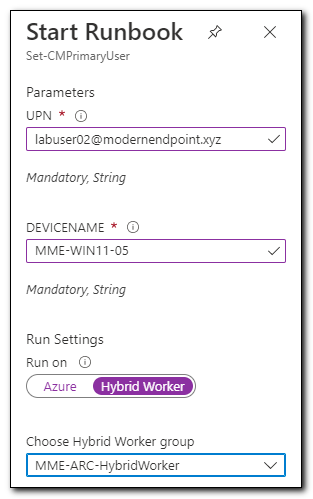 Start Runbook
Set-CMPrimaryUser
Parameters
UPN *
labuser02@modernendpoint.xyz
Mandatory, String
DEVICENAME *
MME-WIN11-05
Mandatory, String
Run Settings
Run on
Azure Hybrid Worker
Choose Hybrid Worker group
MME-ARC-HybridWorker